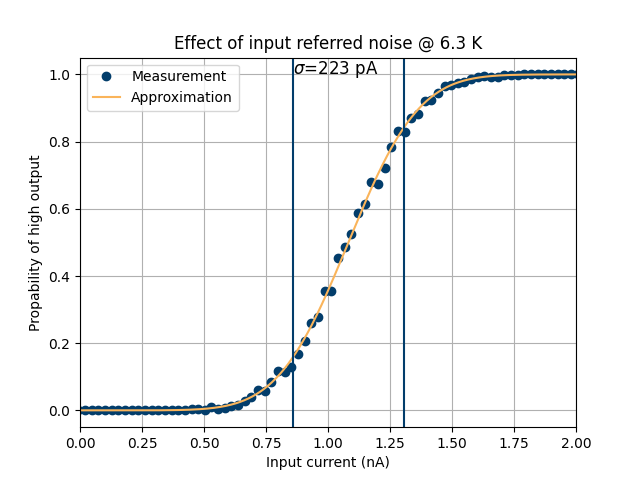 Effect of input referred noise @ 6.3 K
σ=223 pA
Measurement
Approximation
Propability of high output
1.0
0.8
0.6
0.4
0.2
0.0
0.00 0.25 0.50 0.75 1.00 1.25 1.50 1.75 2.00
Input current (nA)